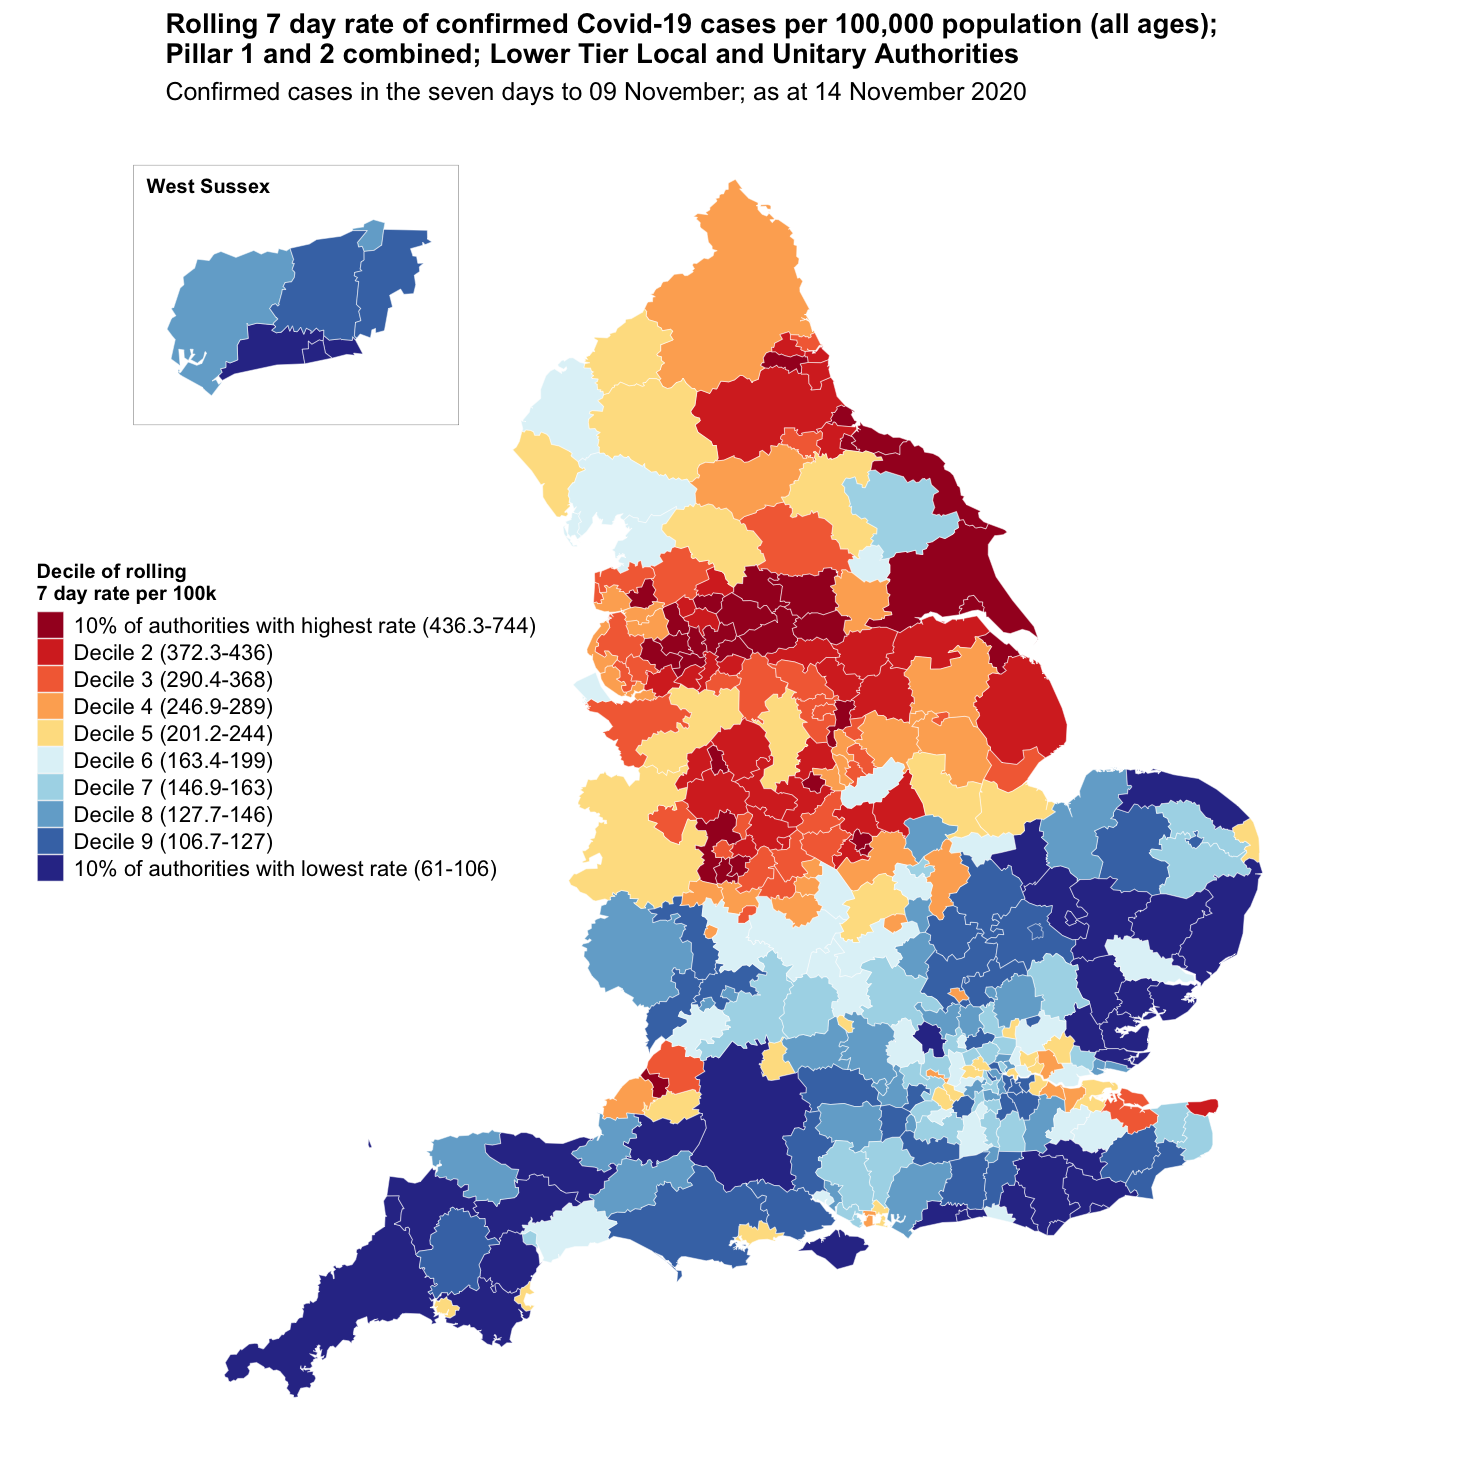 Rolling 7 day rate of confirmed Covid-19 cases per 100,000 population (all ages);
Pillar 1 and 2 combined; Lower Tier Local and Unitary Authorities
Confirmed cases in the seven days to 09 November; as at 14 November 2020
West Sussex
Decile of rolling
7 day rate per 100k
10% of authorities with highest rate (436.3-744)
Decile 2 (372.3-436)
Decile 3 (290.4-368)
Decile 4 (246.9-289)
Decile 5 (201.2-244)
Decile 6 (163.4-199)
Decile 7 (146.9-163)
Decile 8 (127.7-146)
Decile 9 (106.7-127)
10% of authorities with lowest rate (61-106)